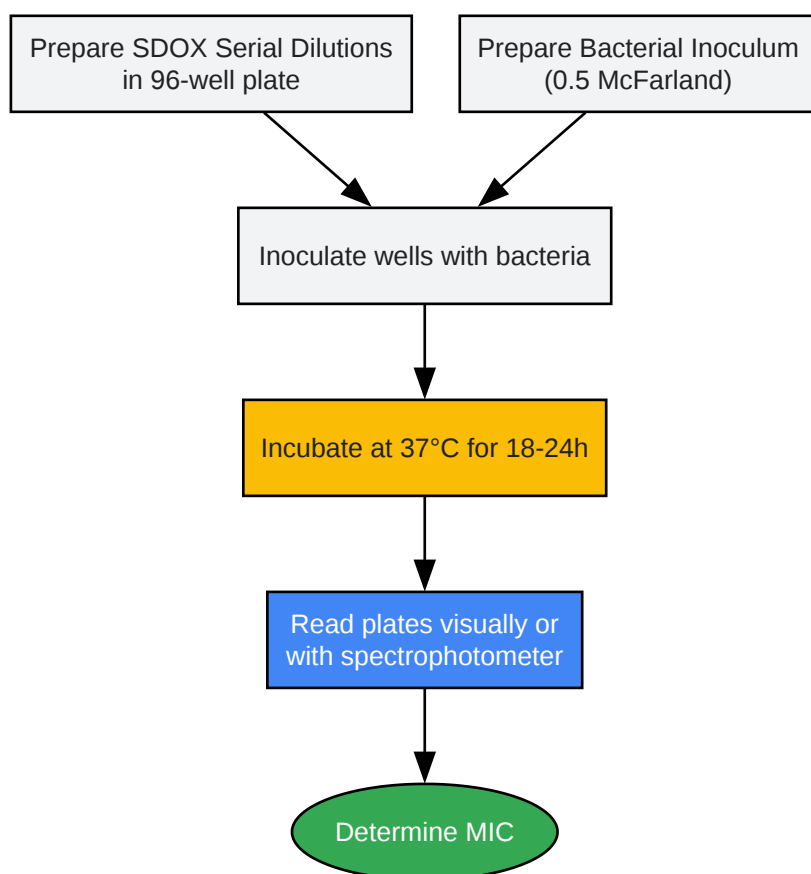 Prepare SDOX Serial Dilutions
in 96-well plate
Prepare Bacterial Inoculum
(0.5 McFarland)
Inoculate wells with bacteria
Incubate at 37°C for 18-24h
Read plates visually or
with spectrophotometer
Determine MIC